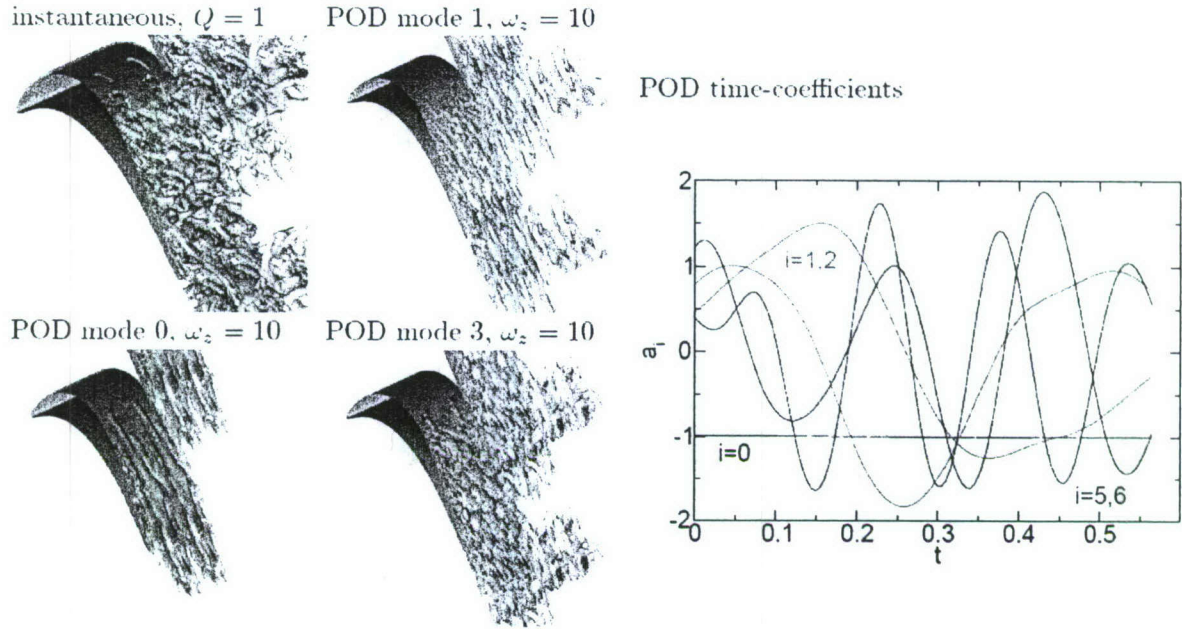 instantaneous, Q = 1
POD mode 1, ω_z = 10
POD mode 0, ω_z = 10
POD mode 3, ω_z = 10
POD time-coefficients
2
1
0
-1
-2
a_i
i=1,2
i=0
i=5,6
0
0.1
0.2
0.3
0.4
0.5
t